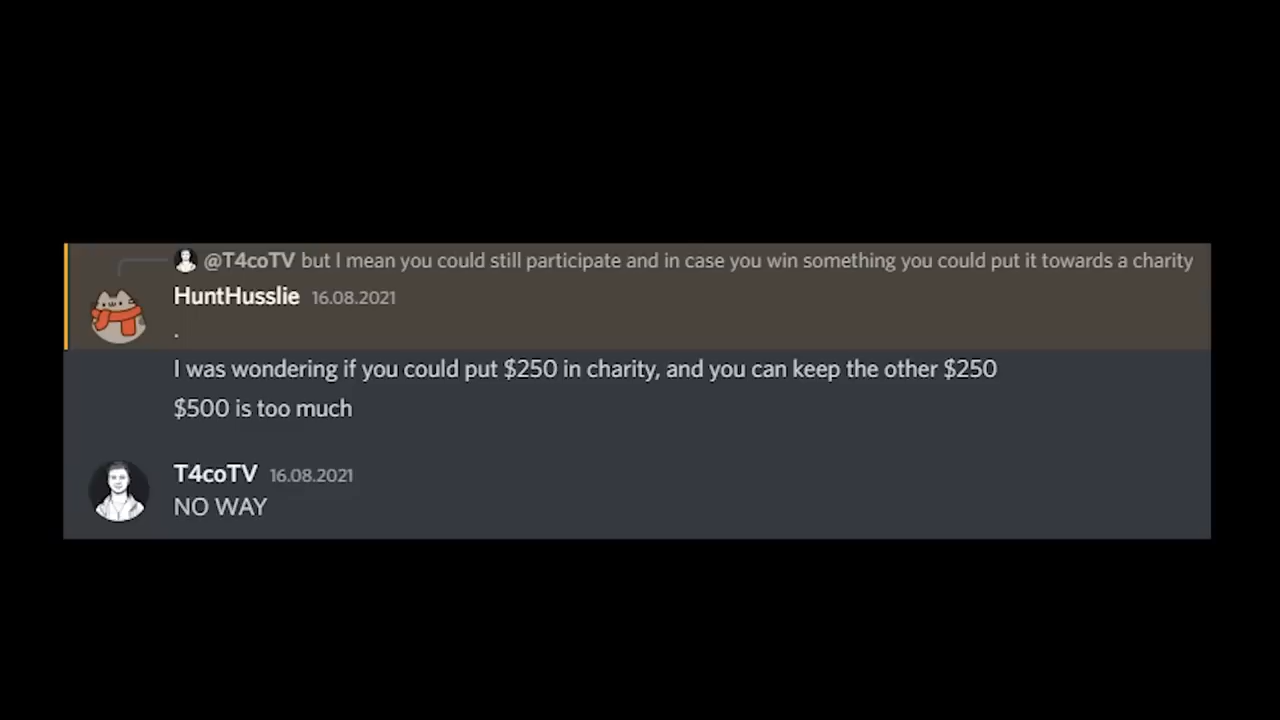 @T4coTV but I mean you could still participate and in case you win something you could put it towards a charity
HuntHusslie 16.08.2021
.
I was wondering if you could put $250 in charity, and you can keep the other $250
$500 is too much
T4coTV 16.08.2021
NO WAY